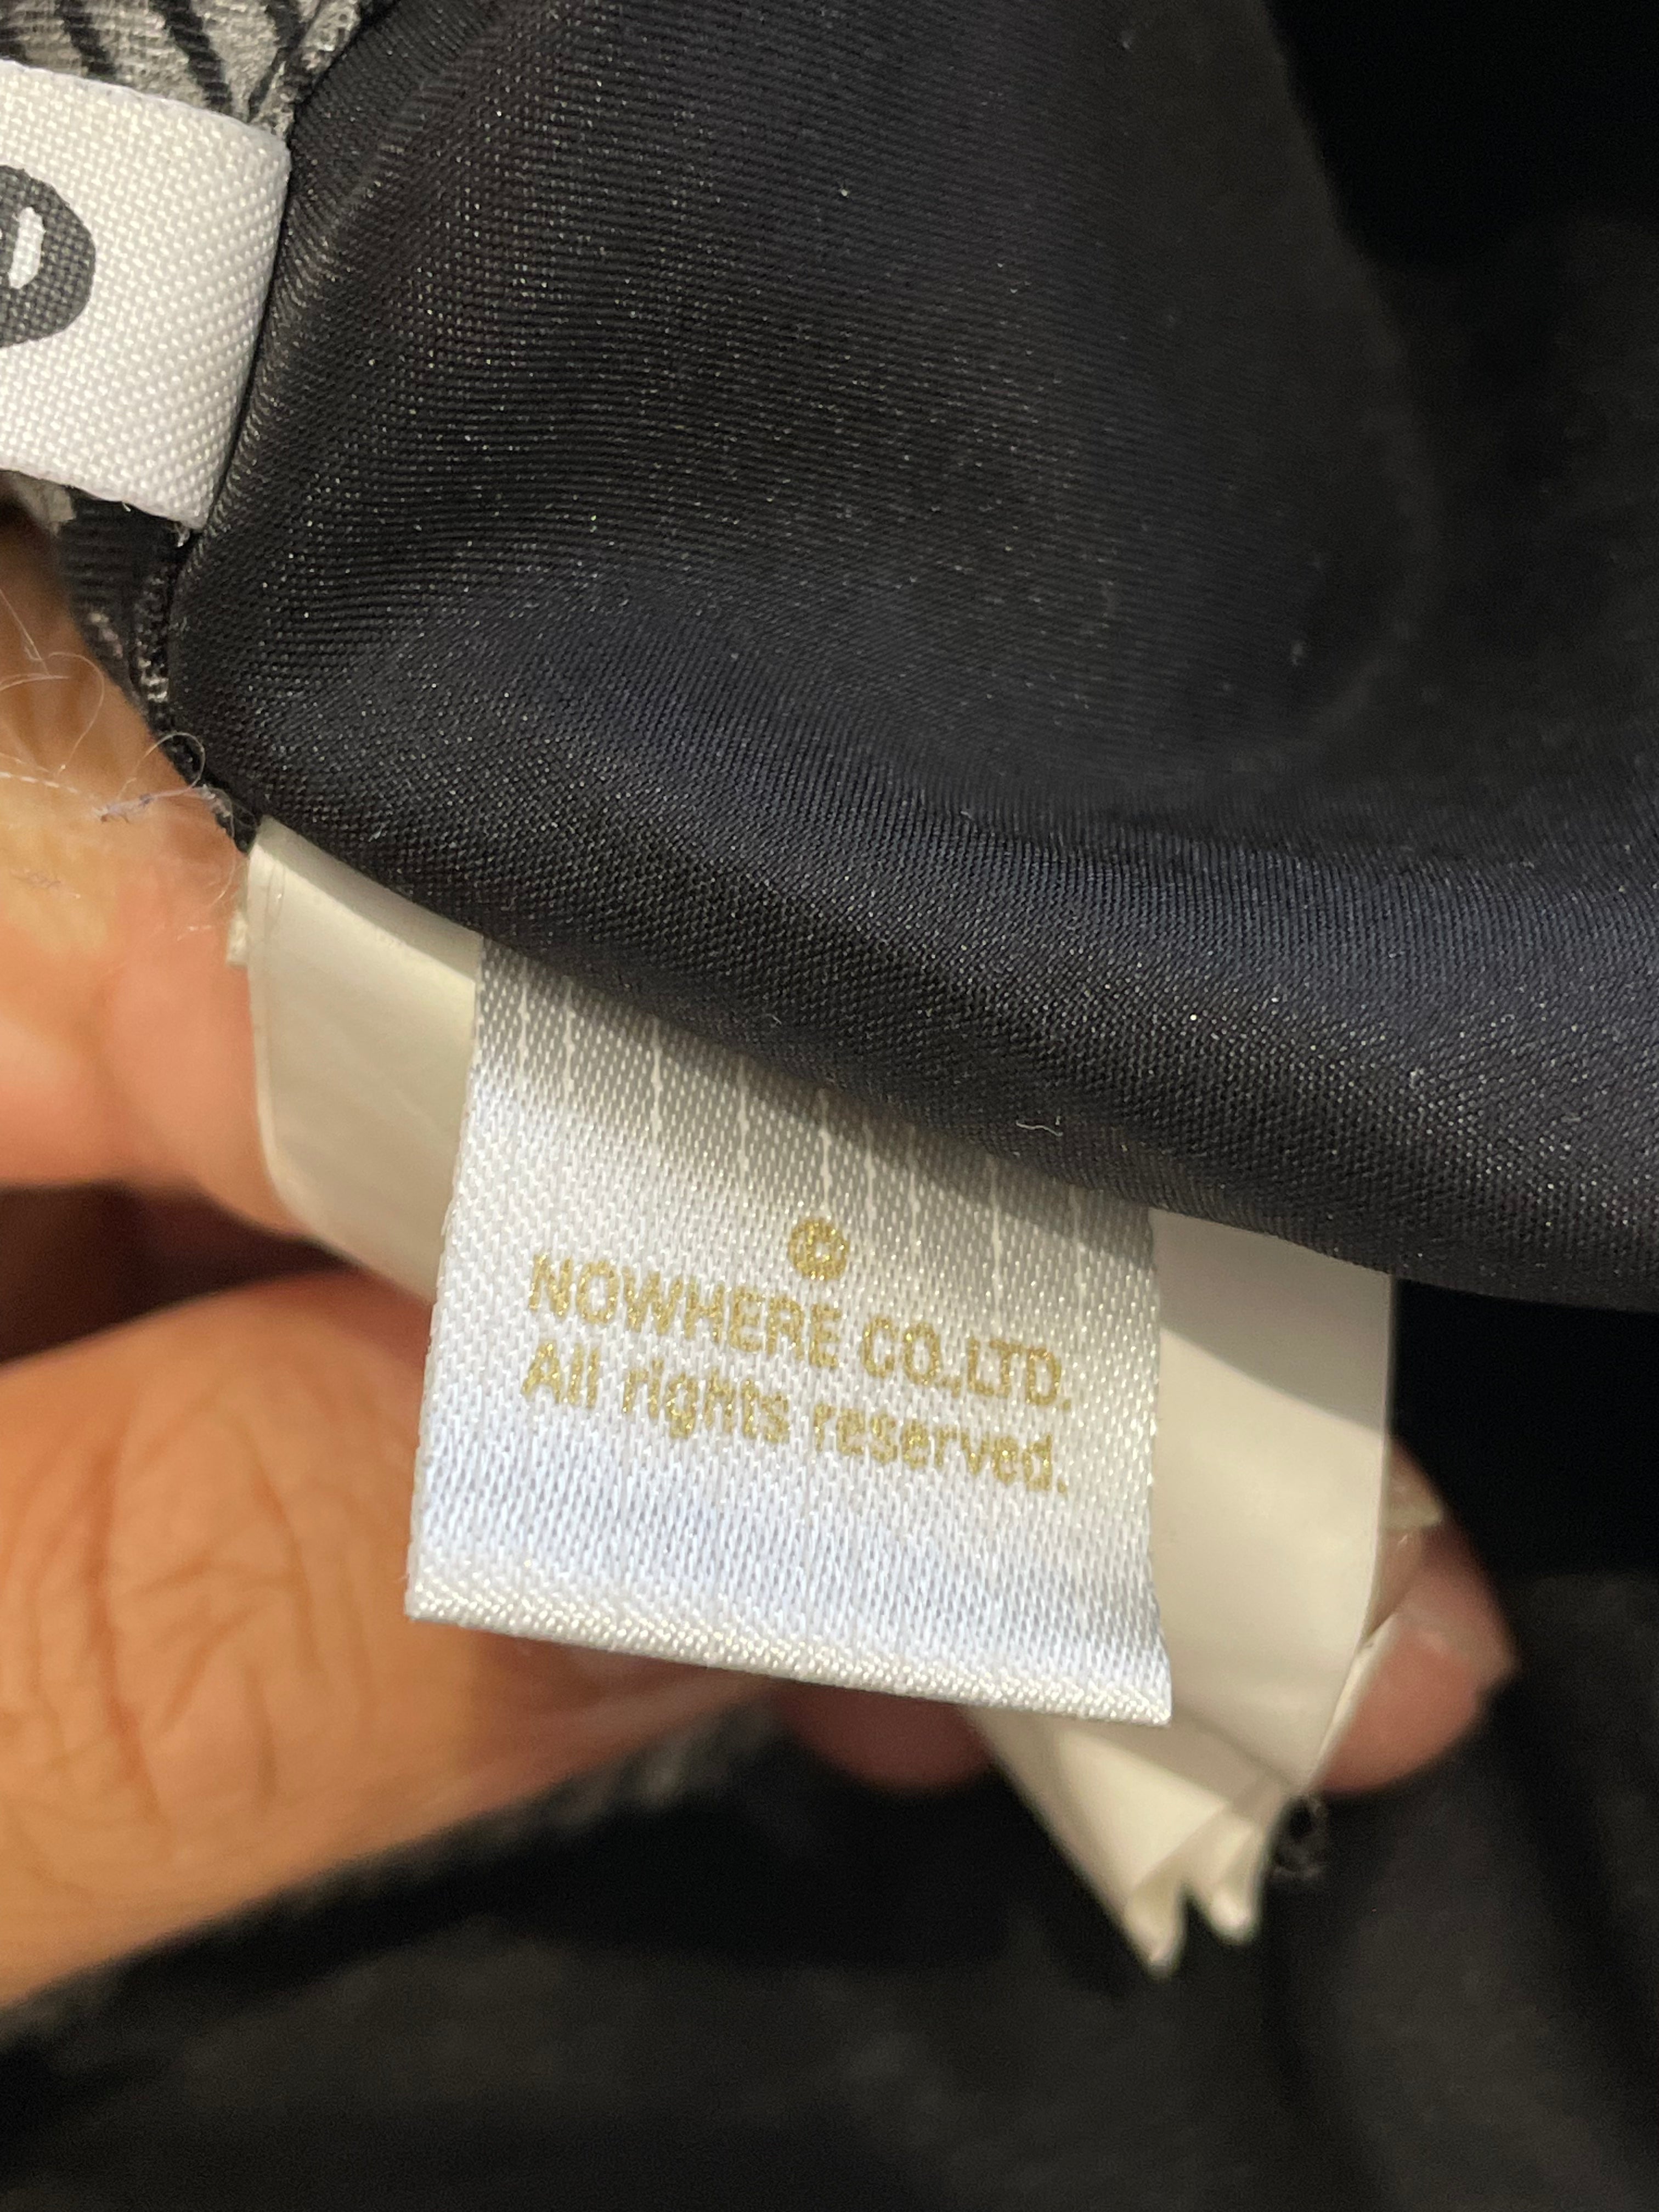 ©
NOWHERE CO.,LTD.
All rights reserved.